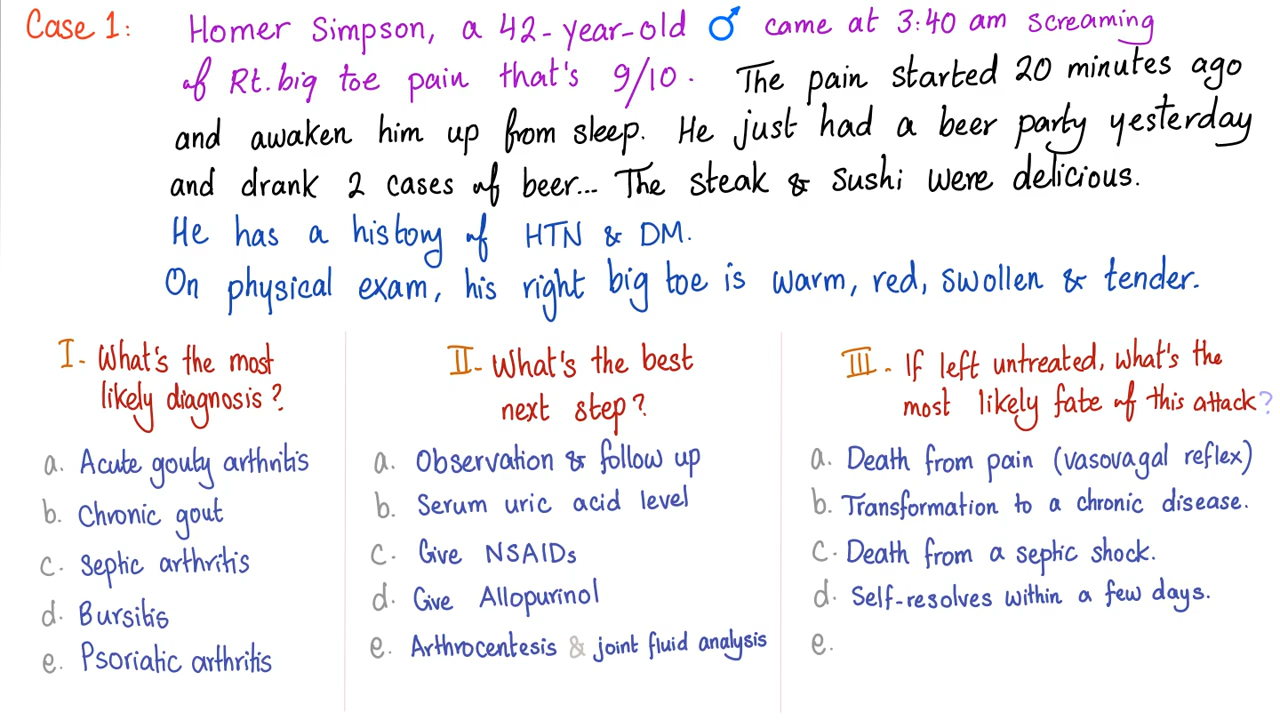 Case 1: Homer Simpson, a 42-year-old ♂ came at 3:40 am screaming
of Rt. big toe pain that's 9/10. The pain started 20 minutes ago
and awaken him up from sleep. He just had a beer party yesterday
and drank 2 cases of beer... The steak & sushi were delicious.
He has a history of HTN & DM.
On physical exam, his right big toe is warm, red, swollen & tender.
I- What's the most
likely diagnosis?
a. Acute gouty arthritis
b. Chronic gout
c. Septic arthritis
d. Bursitis
e. Psoriatic arthritis
II- What's the best
next step?
a. Observation & follow up
b. Serum uric acid level
c. Give NSAIDs
d. Give Allopurinol
e. Arthrocentesis & joint fluid analysis
III- If left untreated, what's the
most likely fate of this attack?
a. Death from pain (vasovagal reflex)
b. Transformation to a chronic disease.
c. Death from a septic shock.
d. Self-resolves within a few days.
e.